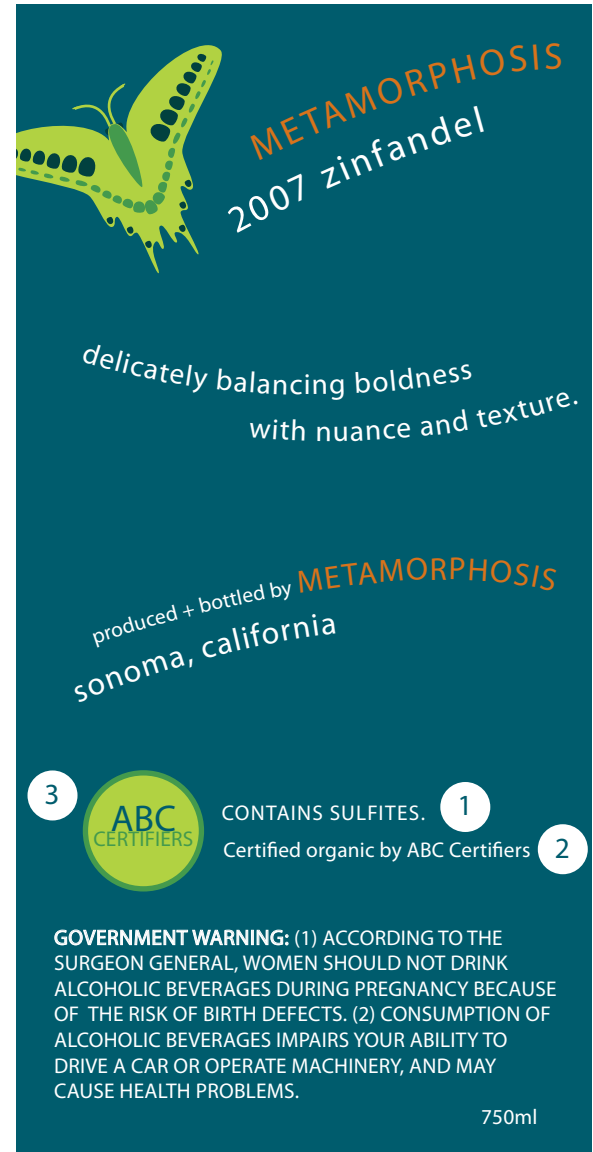 METAMORPHOSIS
2007 zinfandel
delicately balancing boldness
with nuance and texture.
produced + bottled by METAMORPHOSIS
sonoma, california
3
ABC
CERTIFIERS
CONTAINS SULFITES. 1
Certified organic by ABC Certifiers 2
GOVERNMENT WARNING: (1) ACCORDING TO THE
SURGEON GENERAL, WOMEN SHOULD NOT DRINK
ALCOHOLIC BEVERAGES DURING PREGNANCY BECAUSE
OF THE RISK OF BIRTH DEFECTS. (2) CONSUMPTION OF
ALCOHOLIC BEVERAGES IMPAIRS YOUR ABILITY TO
DRIVE A CAR OR OPERATE MACHINERY, AND MAY
CAUSE HEALTH PROBLEMS.
750ml